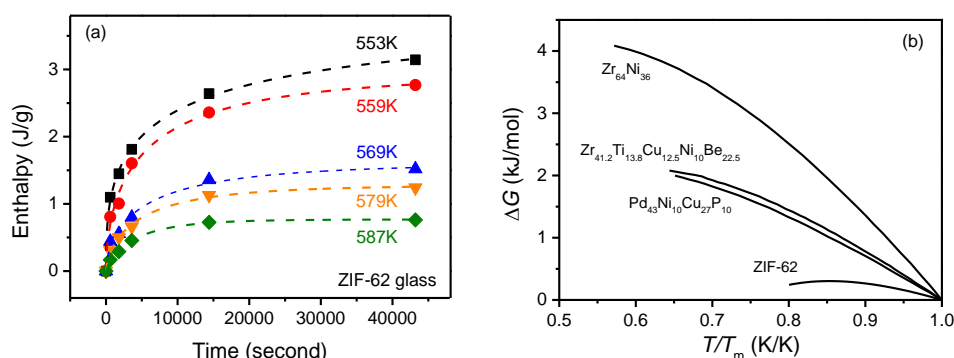 (a)
553K
559K
569K
579K
587K
ZIF-62 glass
Enthalpy (J/g)
0
1
2
3
0
10000
20000
30000
40000
Time (second)
(b)
Zr64Ni36
Zr41.2Ti13.8Cu12.5Ni10Be22.5
Pd43Ni10Cu27P10
ZIF-62
ΔG (kJ/mol)
0
1
2
3
4
0.5
0.6
0.7
0.8
0.9
1.0
T/Tm (K/K)